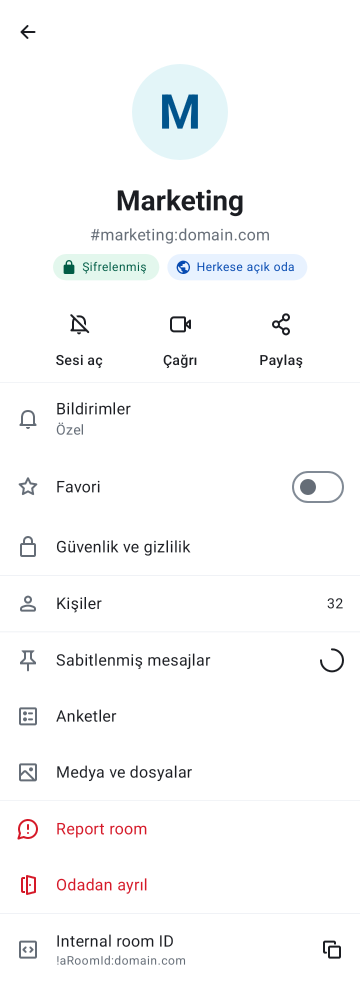 M
Marketing
#marketing:domain.com
Şifrelenmiş
Herkese açık oda
Sesi aç
Çağrı
Paylaş
Bildirimler
Özel
Favori
Güvenlik ve gizlilik
Kişiler
32
Sabitlenmiş mesajlar
Anketler
Medya ve dosyalar
Report room
Odadan ayrıl
Internal room ID
!aRoomId:domain.com